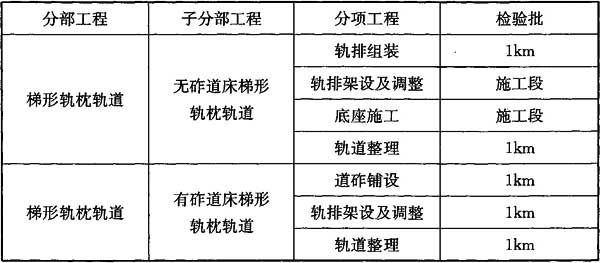 分部工程 子分部工程 分项工程 检验批
梯形轨枕轨道 无砟道床梯形轨枕轨道 轨排组装 1km
轨排架设及调整 施工段
底座施工 施工段
轨道整理 1km
梯形轨枕轨道 有砟道床梯形轨枕轨道 道砟铺设 1km
轨排架设及调整 1km
轨道整理 1km